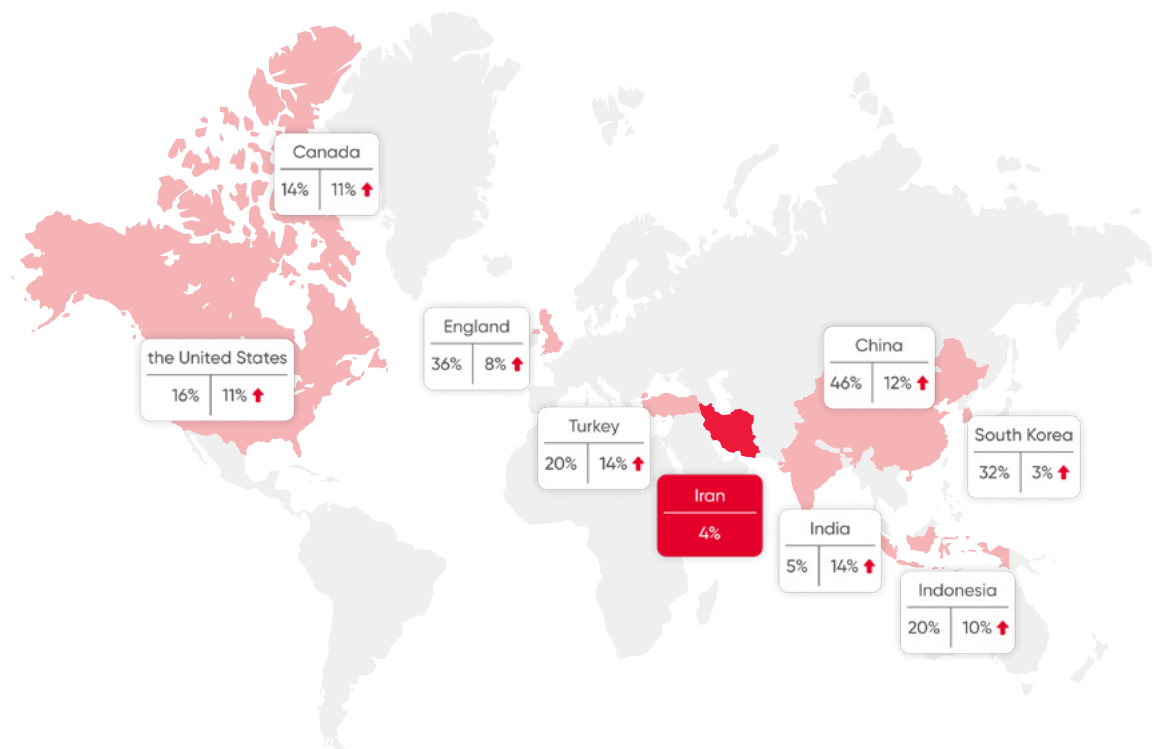 Canada
14% 11%
England
36% 8%
the United States
16% 11%
China
46% 12%
Turkey
20% 14%
South Korea
32% 3%
Iran
4%
India
5% 14%
Indonesia
20% 10%